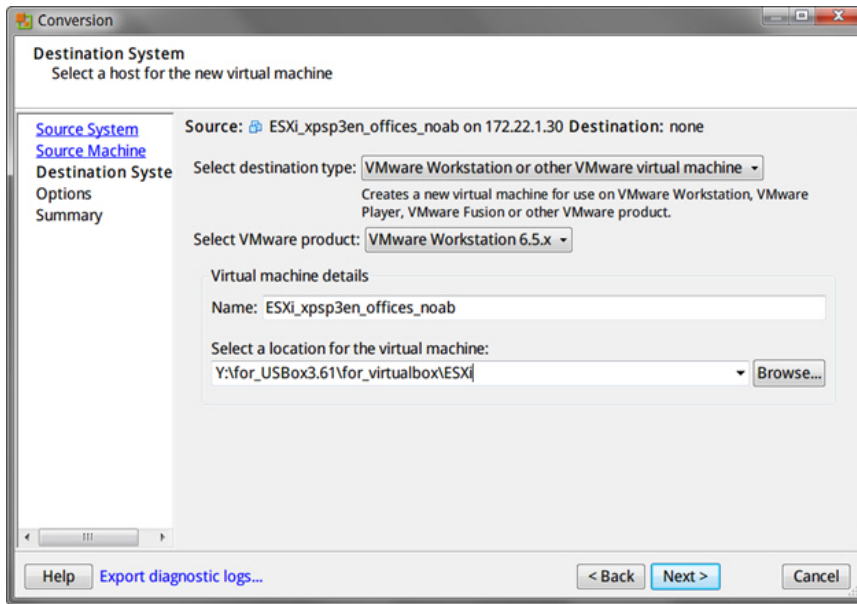 Conversion
Destination System
Select a host for the new virtual machine
Source System
Source Machine
Destination Syste
Options
Summary
Source: ESXi_xpsp3en_offices_noab on 172.22.1.30 Destination: none
Select destination type: VMware Workstation or other VMware virtual machine
Creates a new virtual machine for use on VMware Workstation, VMware
Player, VMware Fusion or other VMware product.
Select VMware product: VMware Workstation 6.5.x
Virtual machine details
Name: ESXi_xpsp3en_offices_noab
Select a location for the virtual machine:
Y:\for_USBox3.61\for_virtualbox\ESXi
Browse...
Help
Export diagnostic logs...
< Back
Next >
Cancel